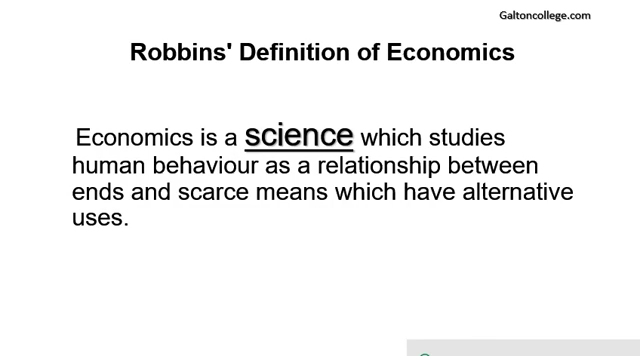 Galtoncollege.com
Robbins' Definition of Economics
Economics is a science which studies
human behaviour as a relationship between
ends and scarce means which have alternative
uses.